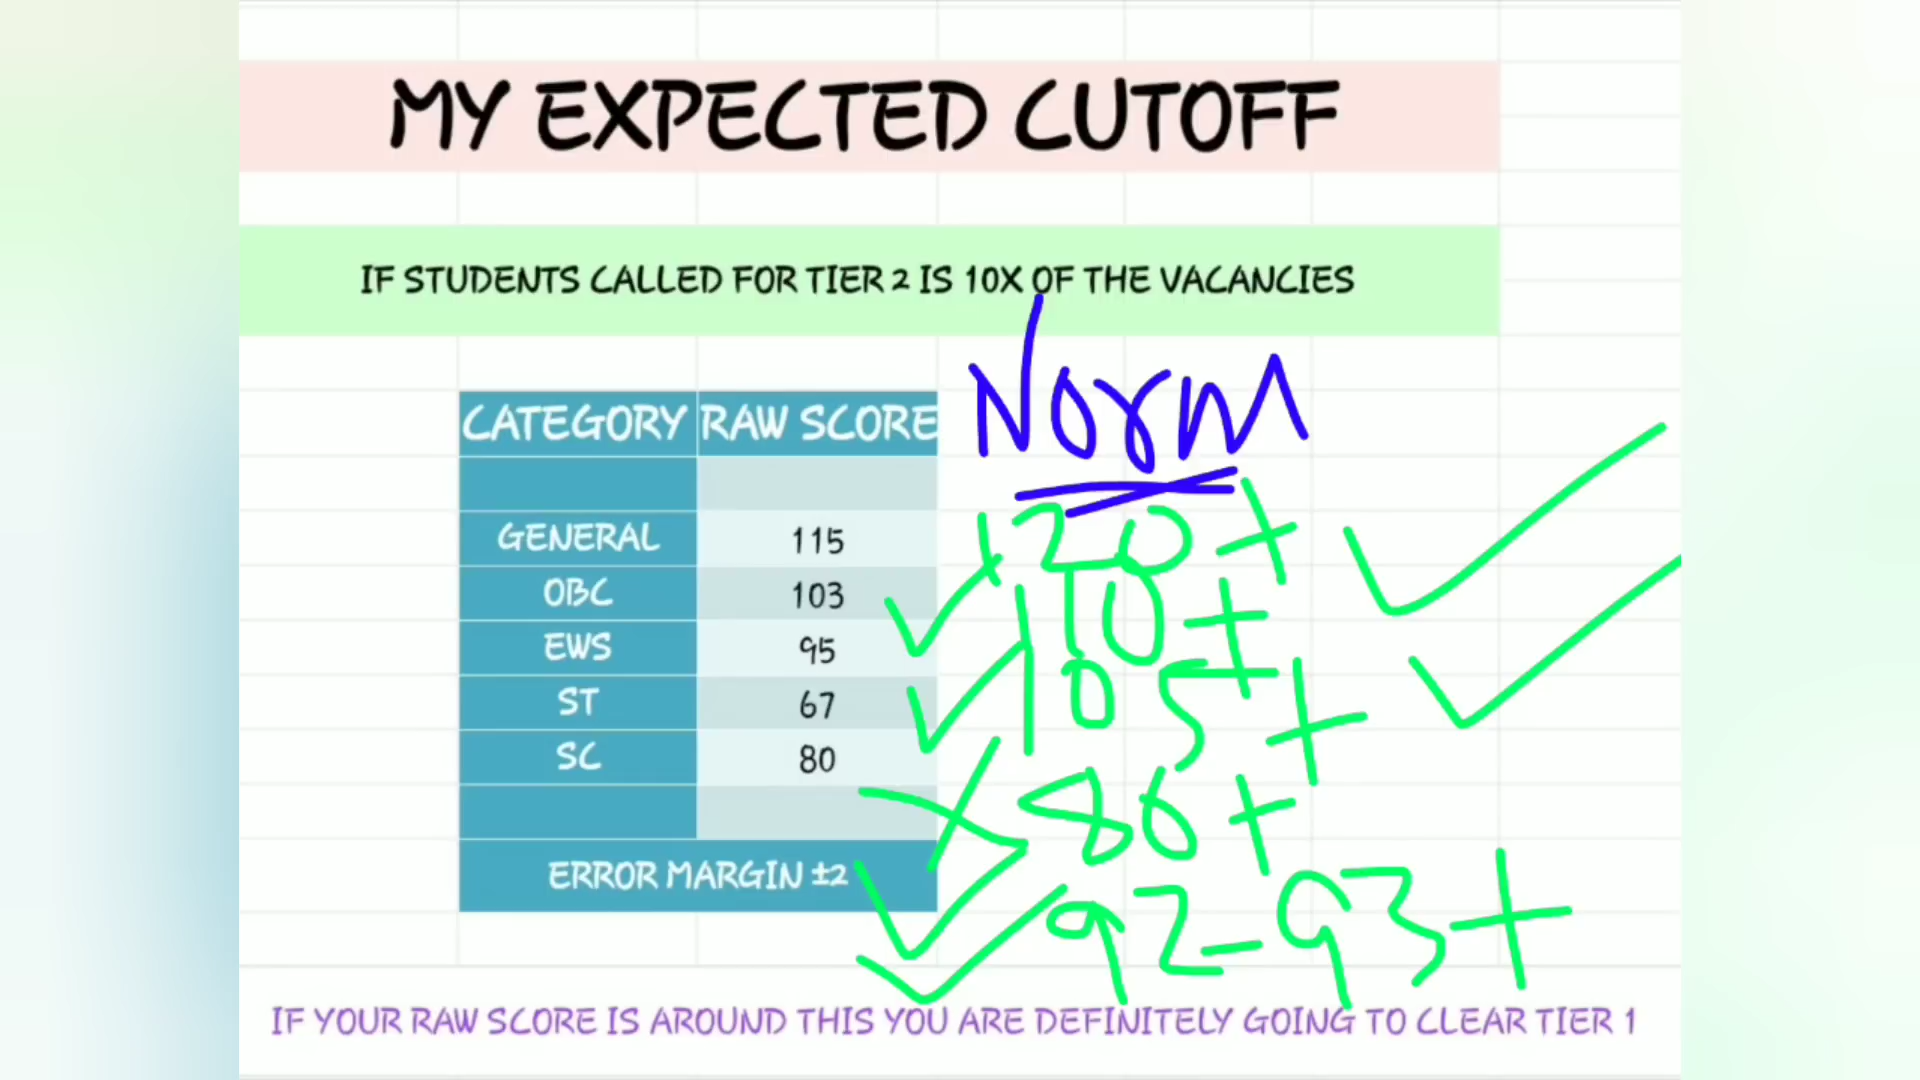 MY EXPECTED CUTOFF
IF STUDENTS CALLED FOR TIER 2 IS 10X OF THE VACANCIES
Norm
CATEGORY RAW SCORE
GENERAL 115 120+
OBC 103 110+
EWS 95 105+
ST 67 80+
SC 80 92-93+
ERROR MARGIN ±2
IF YOUR RAW SCORE IS AROUND THIS YOU ARE DEFINITELY GOING TO CLEAR TIER 1